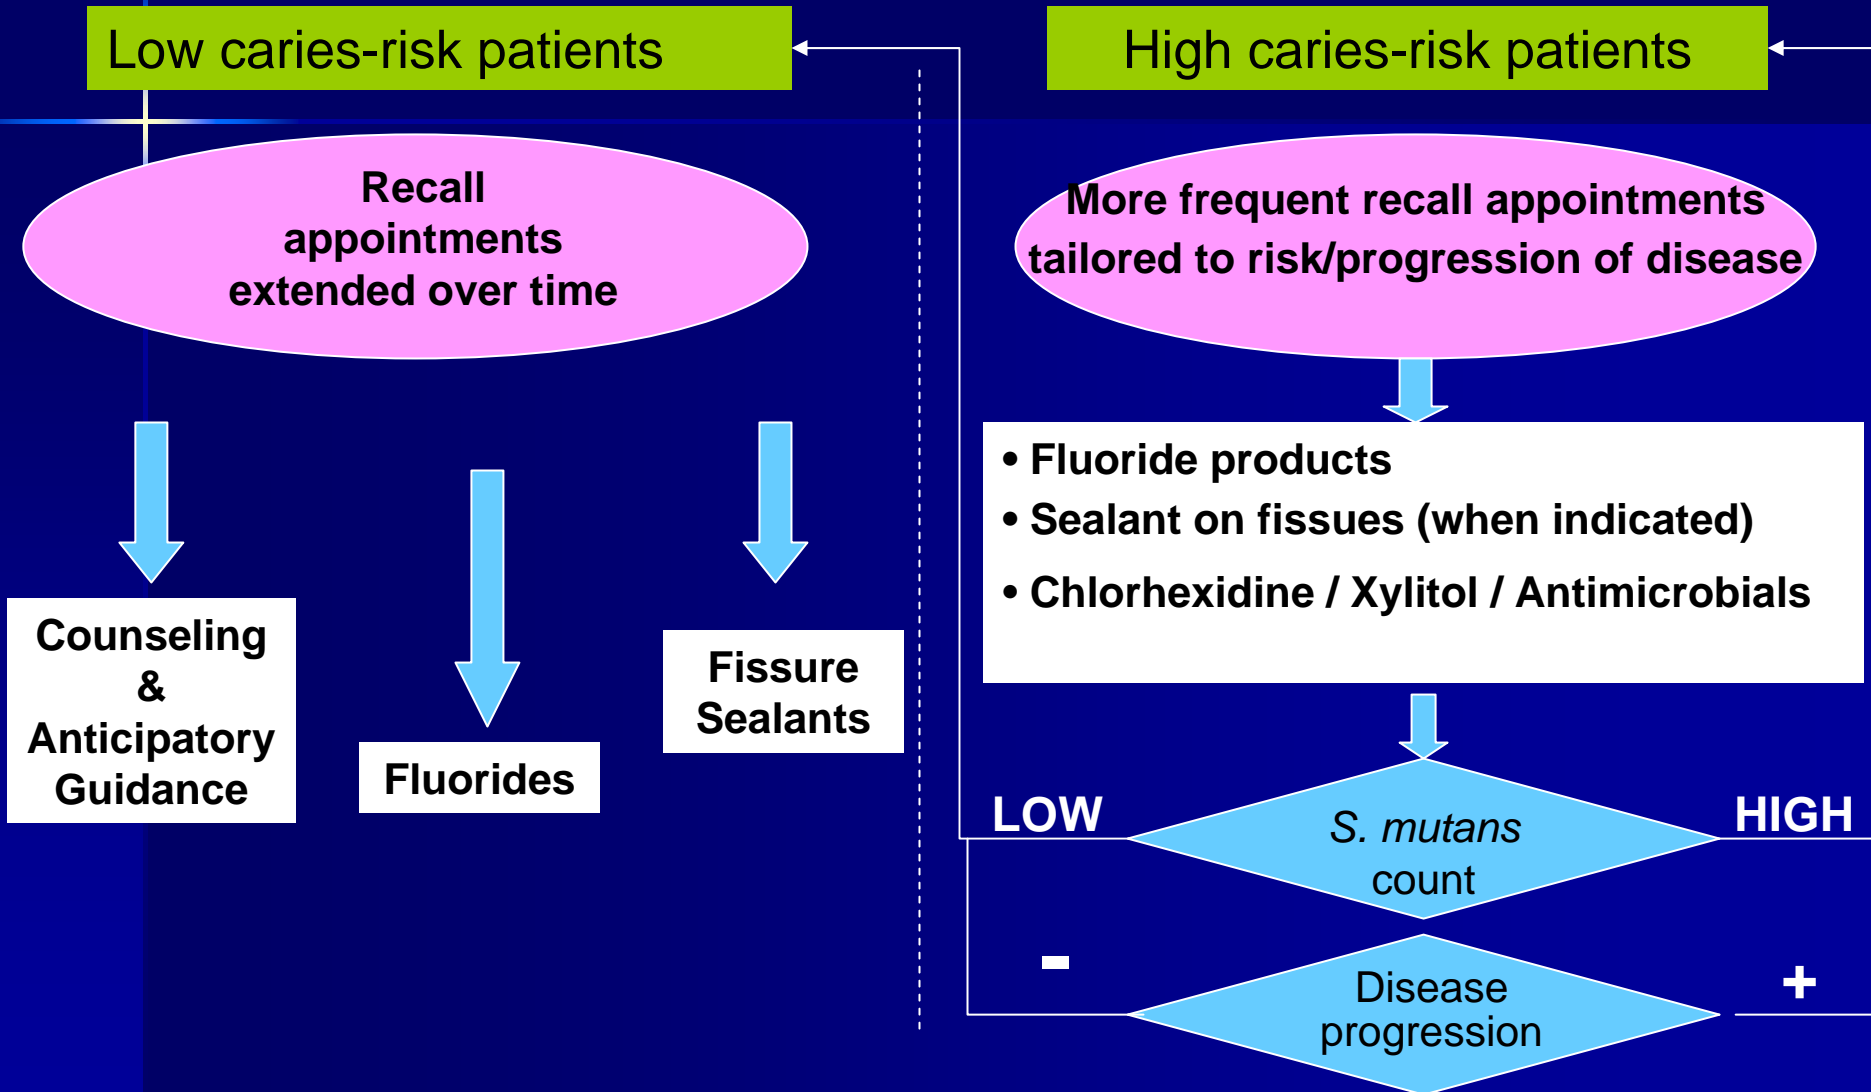 Low caries-risk patients
Recall
appointments
extended over time
Counseling
&
Anticipatory
Guidance
Fluorides
Fissure
Sealants
High caries-risk patients
More frequent recall appointments
tailored to risk/progression of disease
• Fluoride products
• Sealant on fissues (when indicated)
• Chlorhexidine / Xylitol / Antimicrobials
LOW
S. mutans
count
HIGH
-
Disease
progression
+